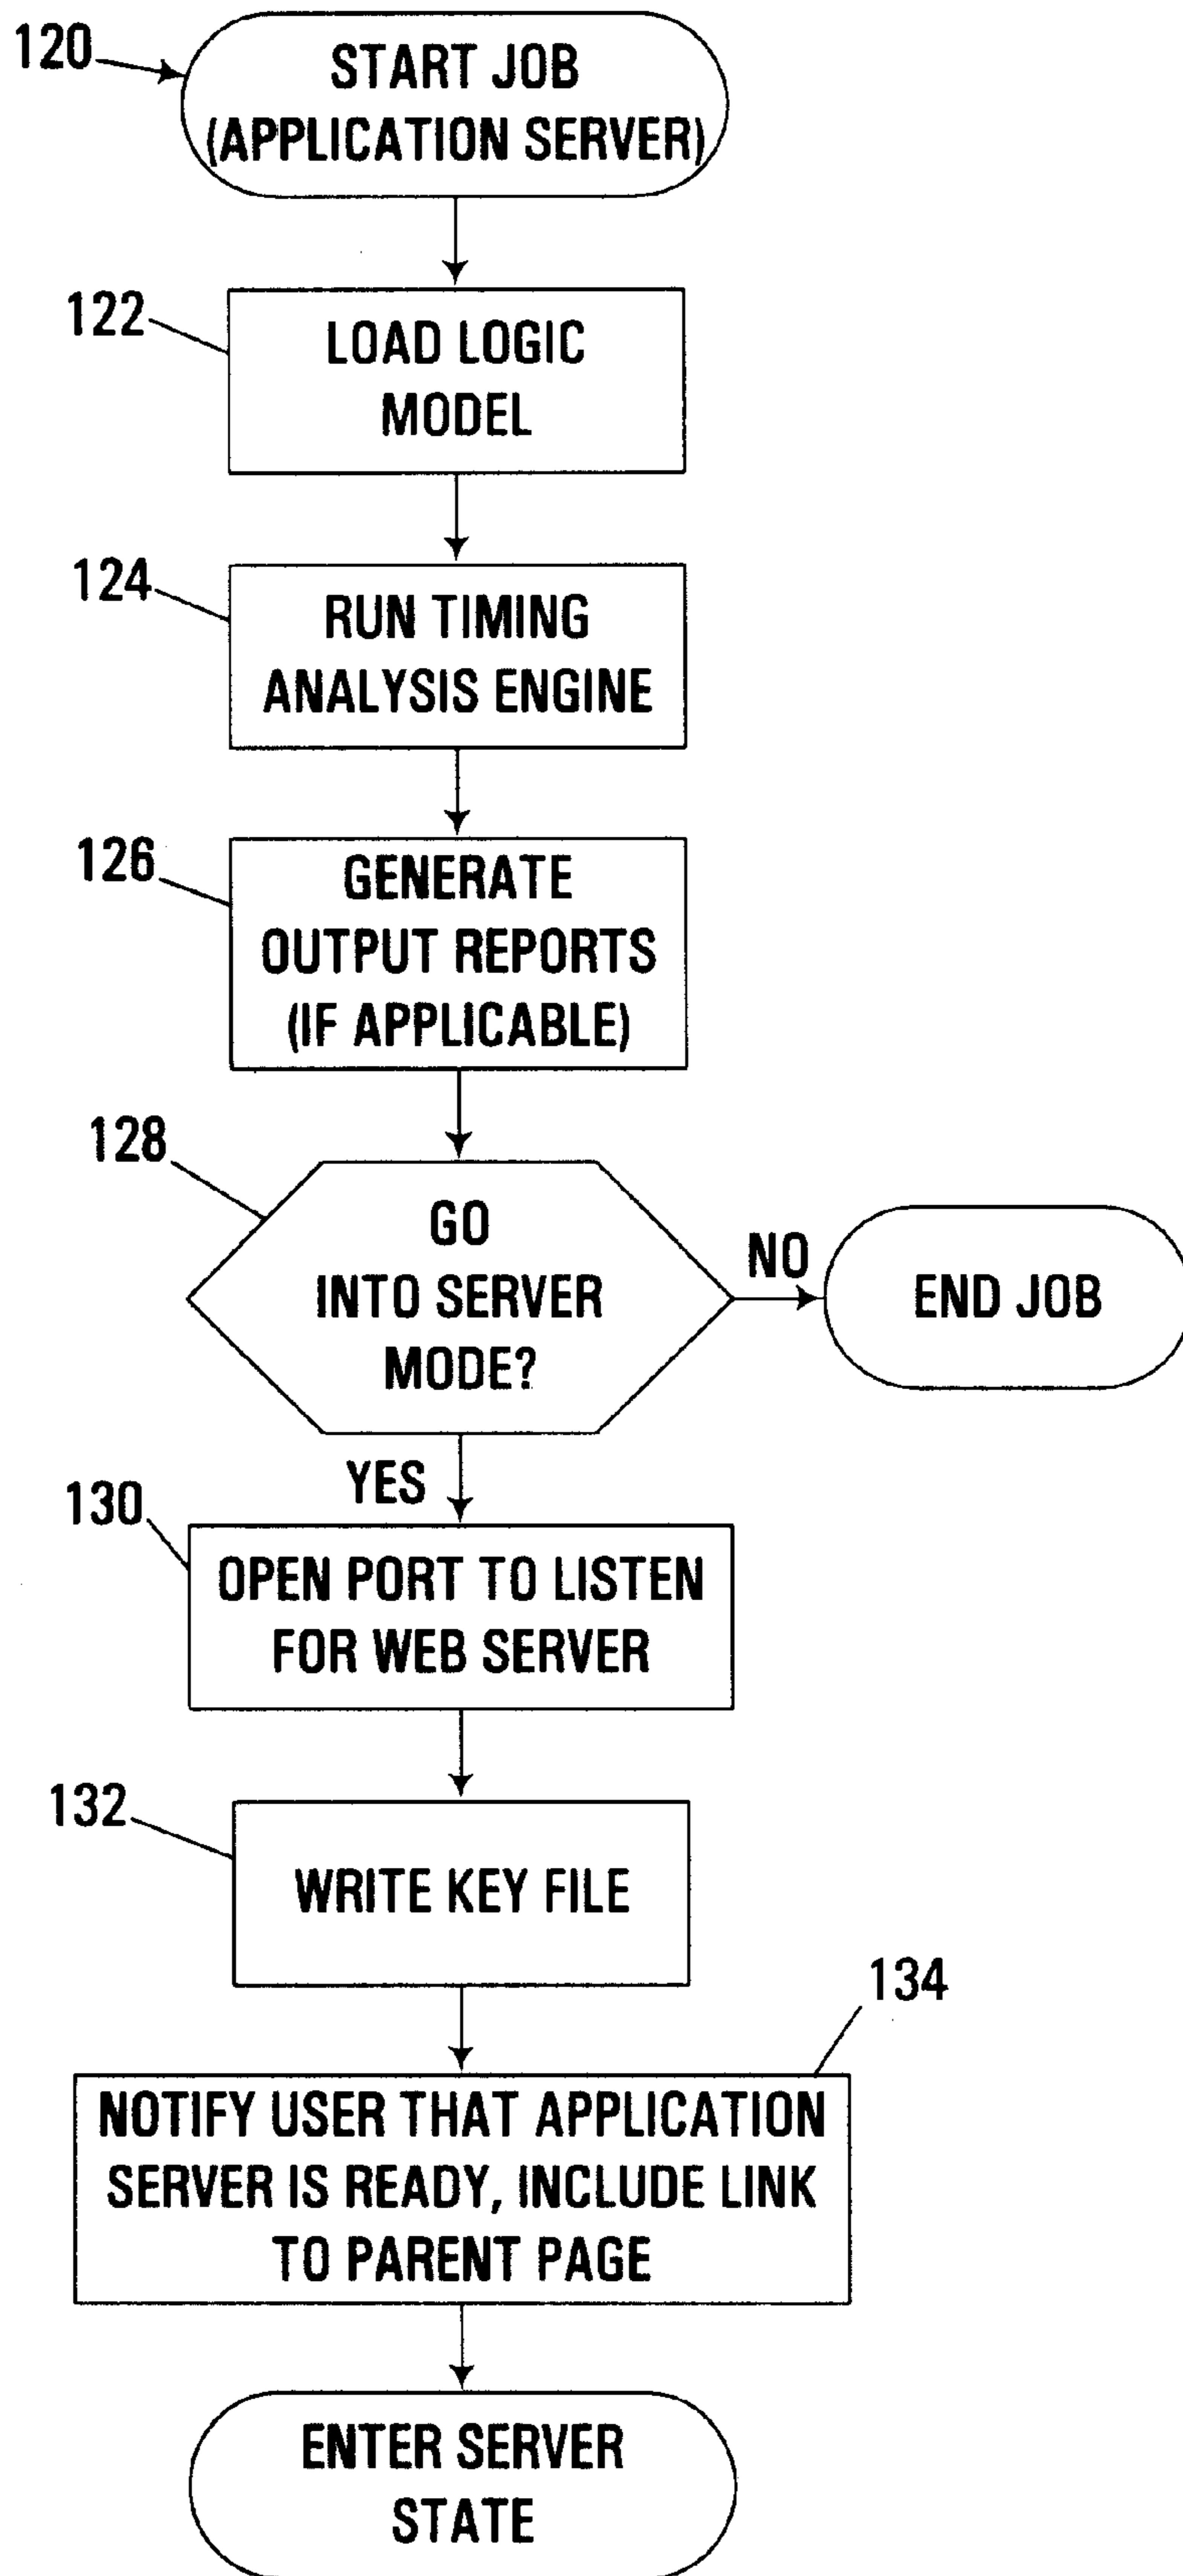 120
START JOB
(APPLICATION SERVER)
122
LOAD LOGIC
MODEL
124
RUN TIMING
ANALYSIS ENGINE
126
GENERATE
OUTPUT REPORTS
(IF APPLICABLE)
128
GO
INTO SERVER
MODE?
NO
END JOB
YES
130
OPEN PORT TO LISTEN
FOR WEB SERVER
132
WRITE KEY FILE
134
NOTIFY USER THAT APPLICATION
SERVER IS READY, INCLUDE LINK
TO PARENT PAGE
ENTER SERVER
STATE